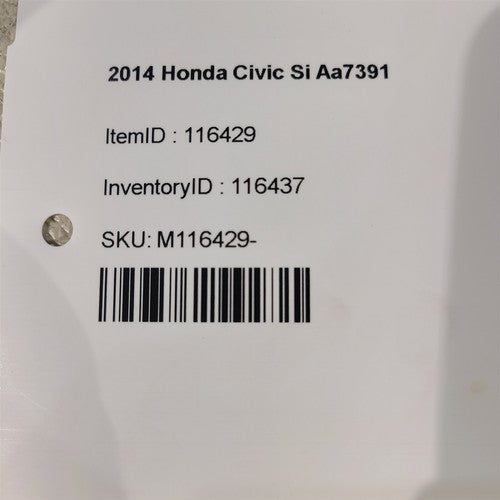 2014 Honda Civic Si Aa7391
ItemID : 116429
InventoryID : 116437
SKU: M116429-